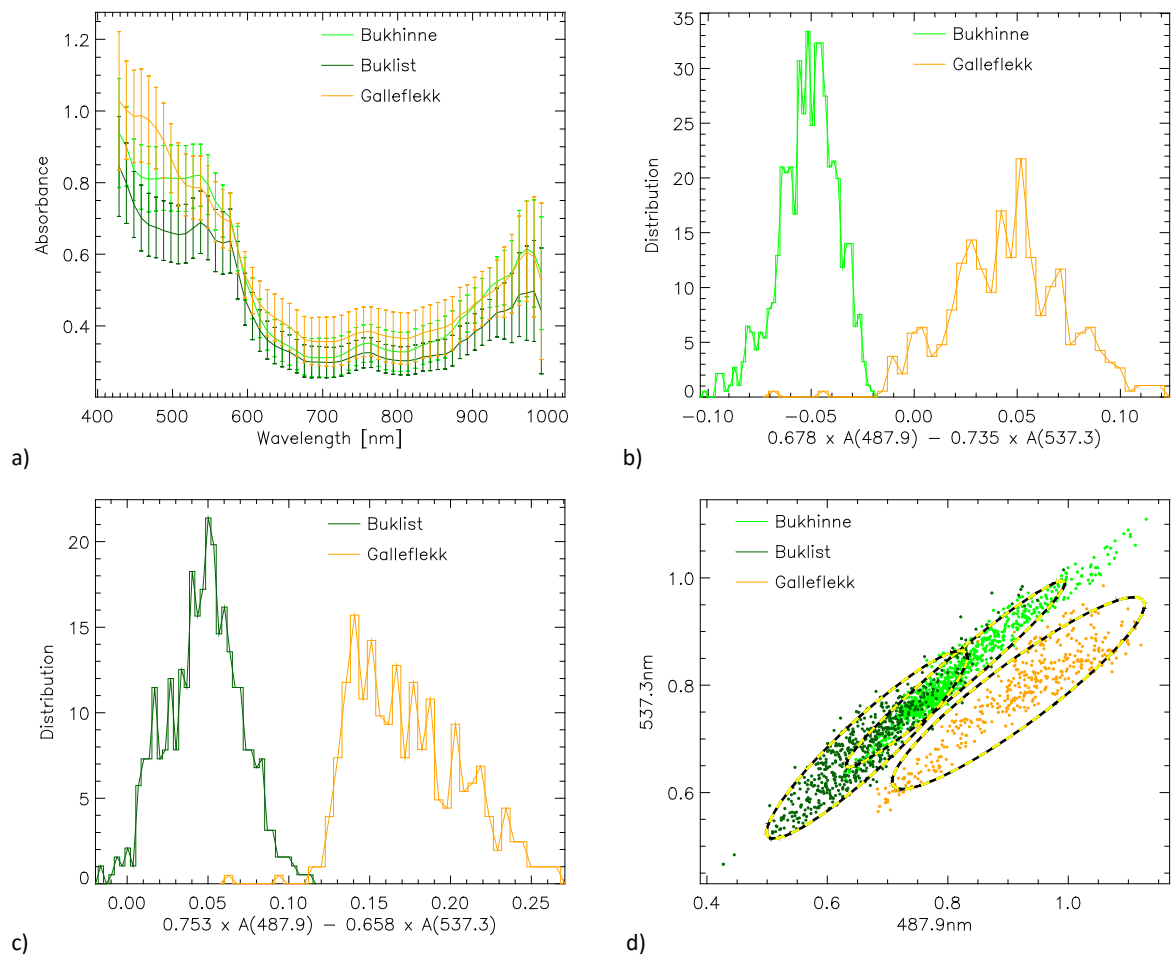 Bukhinne
Buklist
Galleflekk
1.2
1.0
0.8
0.6
0.4
Absorbance
400 500 600 700 800 900 1000
Wavelength [nm]
a)
Bukhinne
Galleflekk
35
30
25
20
15
10
5
0
Distribution
-0.10 -0.05 0.00 0.05 0.10
0.678 x A(487.9) - 0.735 x A(537.3)
b)
Buklist
Galleflekk
20
15
10
5
0
Distribution
0.00 0.05 0.10 0.15 0.20 0.25
0.753 x A(487.9) - 0.658 x A(537.3)
c)
Bukhinne
Buklist
Galleflekk
1.0
0.8
0.6
537.3nm
0.4 0.6 0.8 1.0
487.9nm
d)